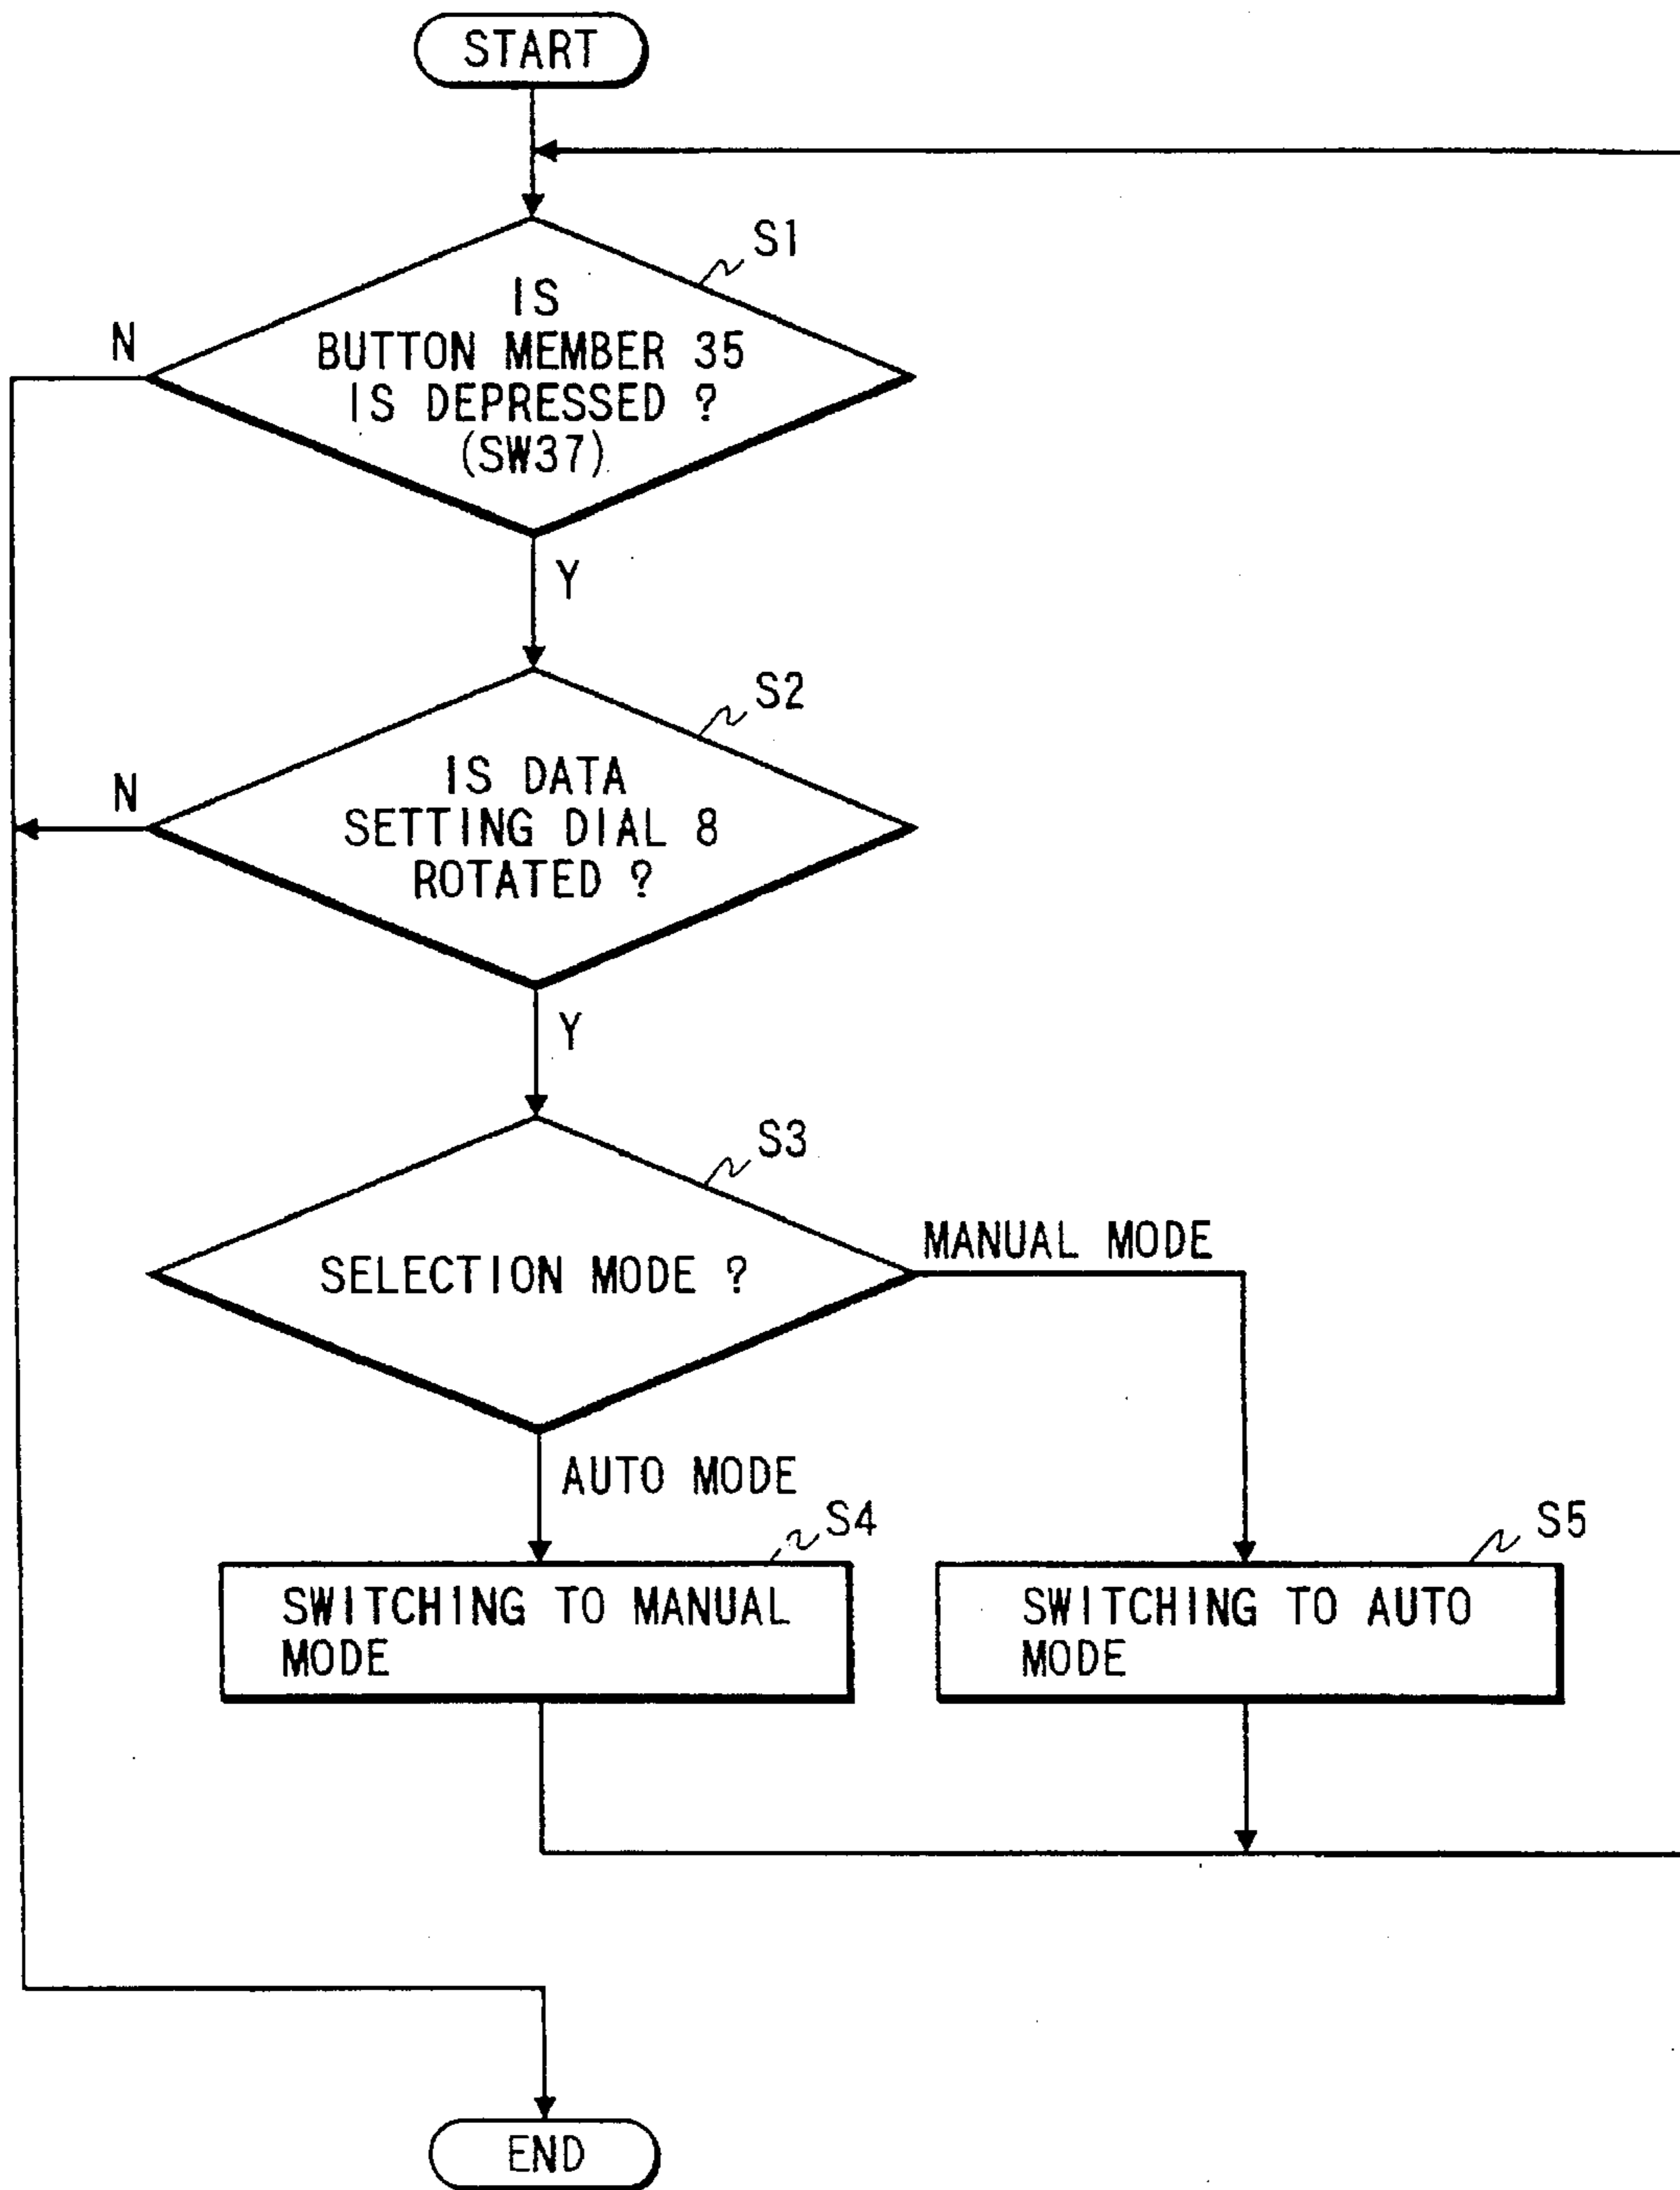 START
S1
IS
BUTTON MEMBER 35
IS DEPRESSED ?
(SW37)
N
Y
S2
IS DATA
SETTING DIAL 8
ROTATED ?
N
Y
S3
SELECTION MODE ?
MANUAL MODE
AUTO MODE
S4
SWITCHING TO MANUAL
MODE
S5
SWITCHING TO AUTO
MODE
END